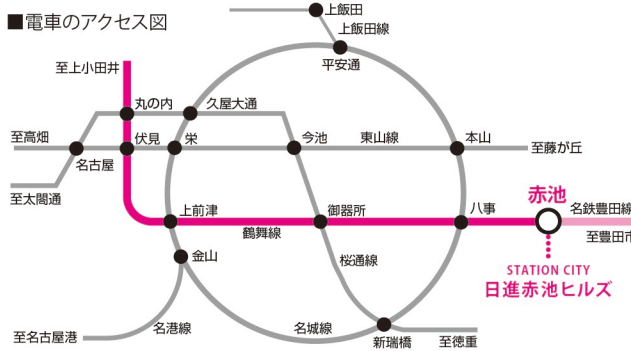 ■電車のアクセス図
上飯田
上飯田線
平安通
至上小田井
丸の内
久屋大通
至高畑
伏見
栄
今池
東山線
本山
至藤が丘
名古屋
至太閤通
赤池
上前津
御器所
八事
名鉄豊田線
鶴舞線
至豊田市
金山
桜通線
STATION CITY
日進赤池ヒルズ
至名古屋港
名港線
名城線
新瑞橋
至徳重